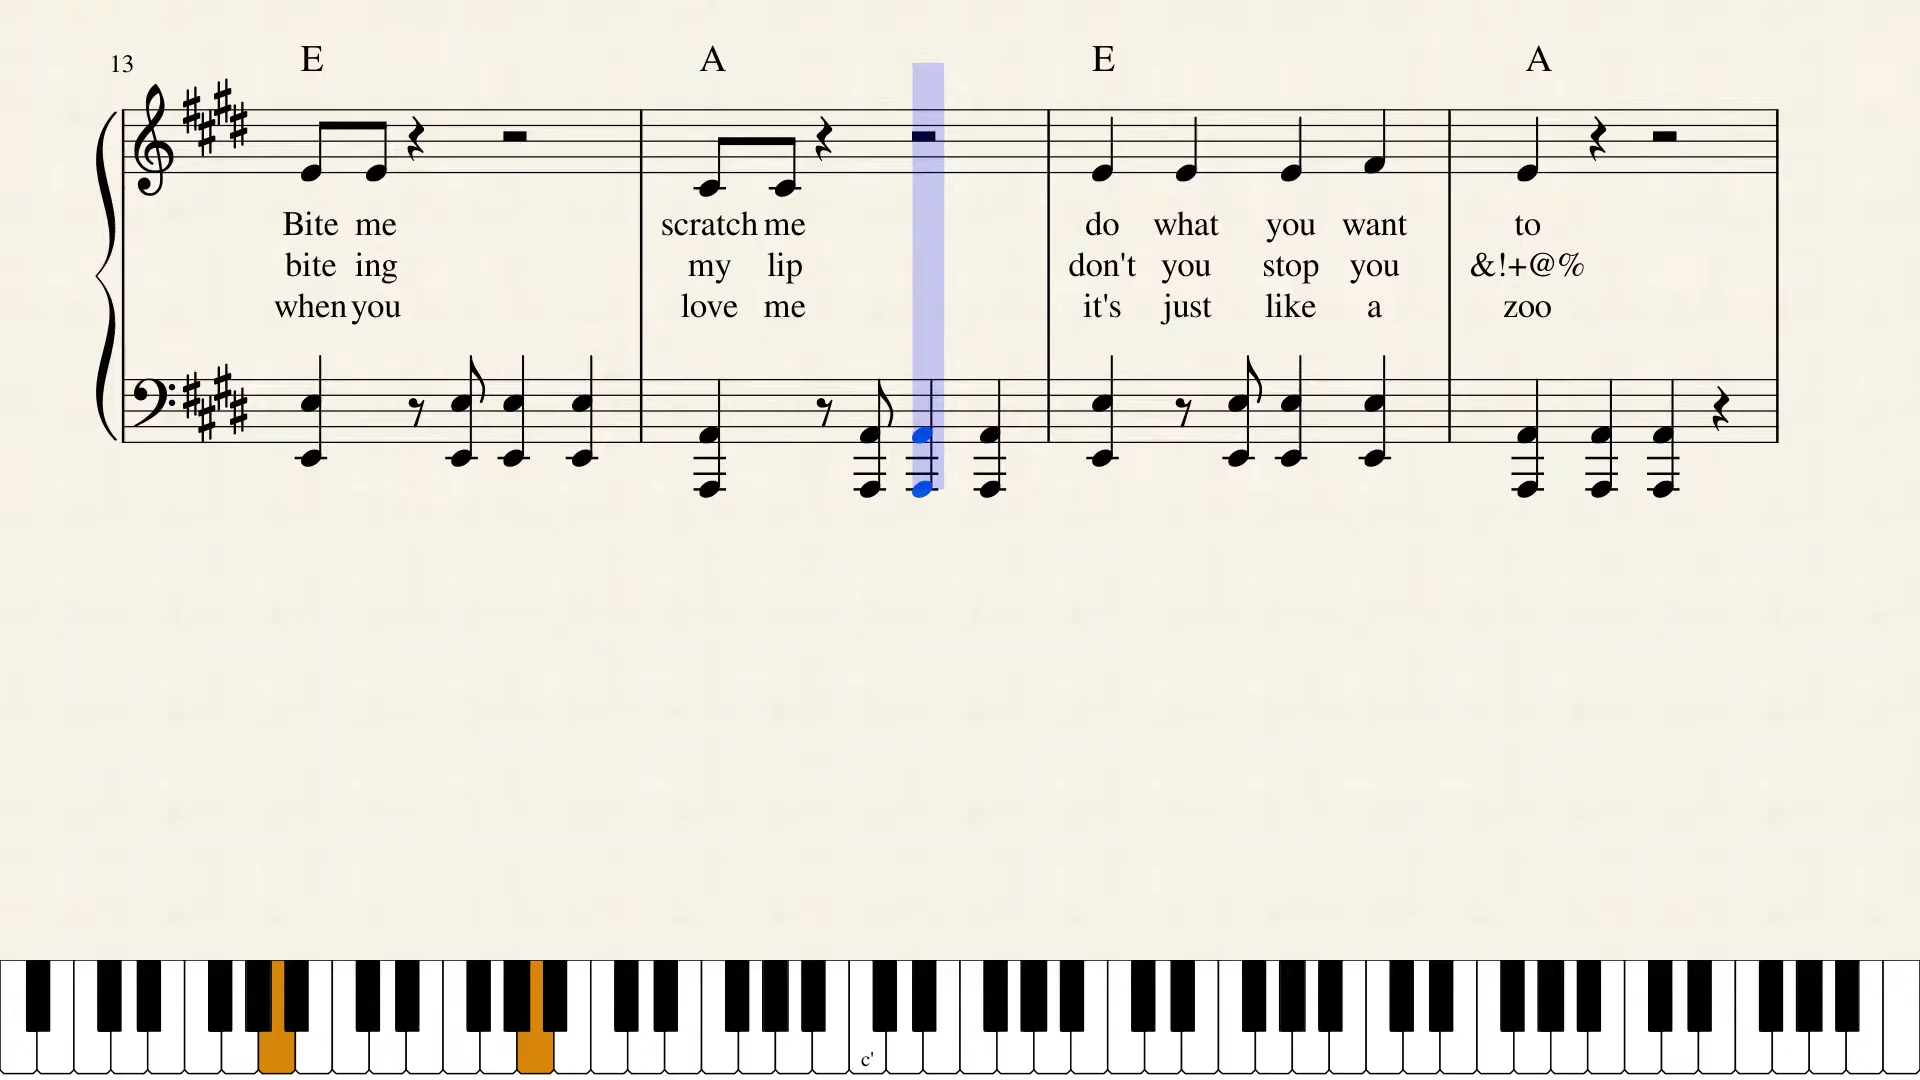 13 E A E A
Bite me scratch me do what you want to
bite ing my lip don't you stop you &!+@%
when you love me it's just like a zoo
c'